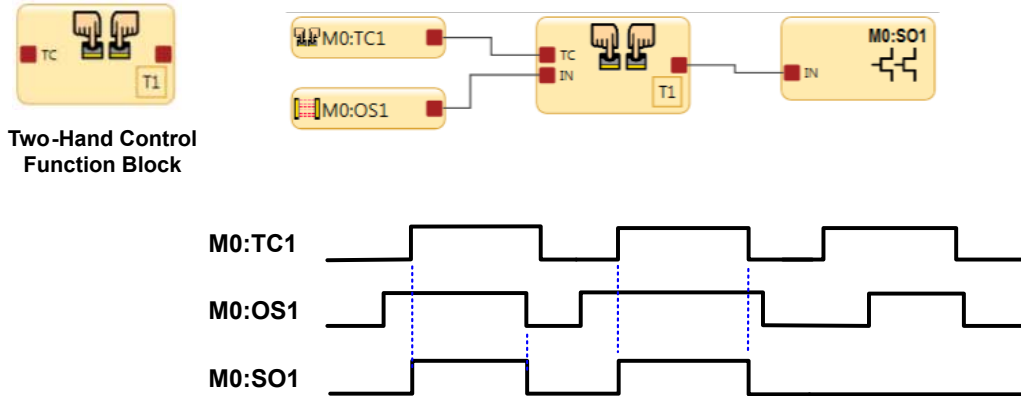 TC
T1
Two-Hand Control
Function Block
M0:TC1
M0:OS1
TC
IN
T1
M0:SO1
IN
M0:TC1
M0:OS1
M0:SO1